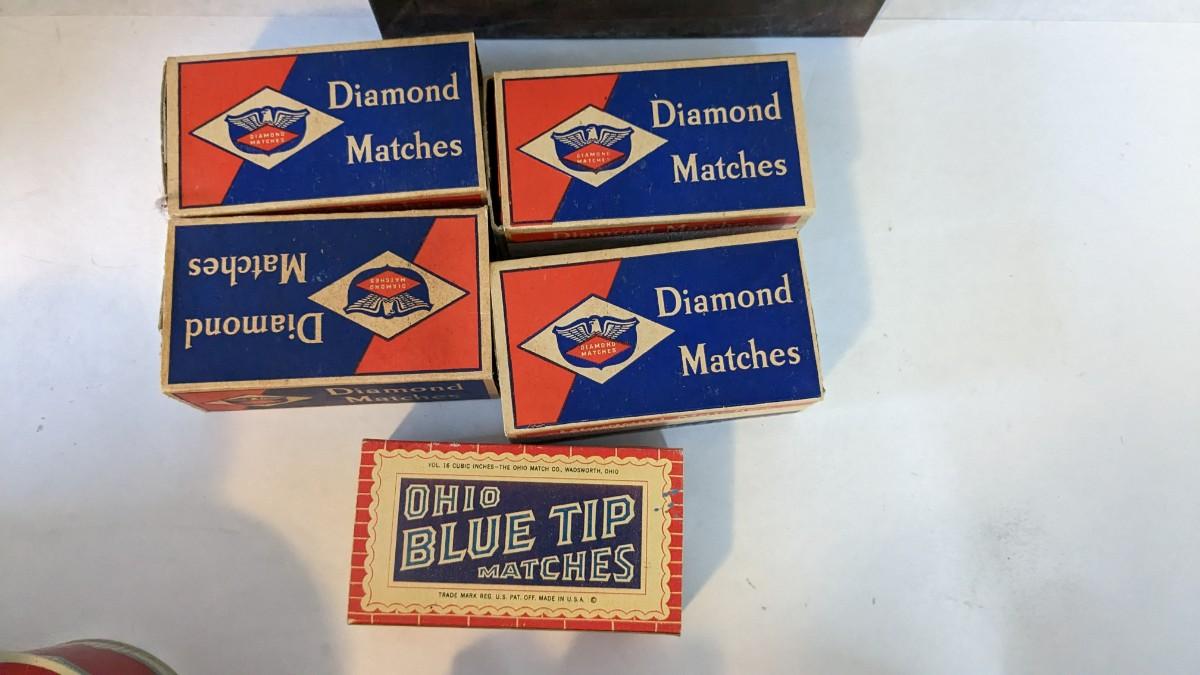 Diamond
Matches
DIAMOND
MATCHES
Diamond
Matches
DIAMOND
MATCHES
Diamond Matches
Diamond
Matches
DIAMOND
MATCHES
Diamond
Matches
Diamond
Matches
DIAMOND
MATCHES
VOL. 16 CUBIC INCHES-THE OHIO MATCH CO., WADSWORTH, OHIO
OHIO
BLUE TIP
MATCHES
TRADE MARK REG. U.S. PAT. OFF. MADE IN U.S.A. ©